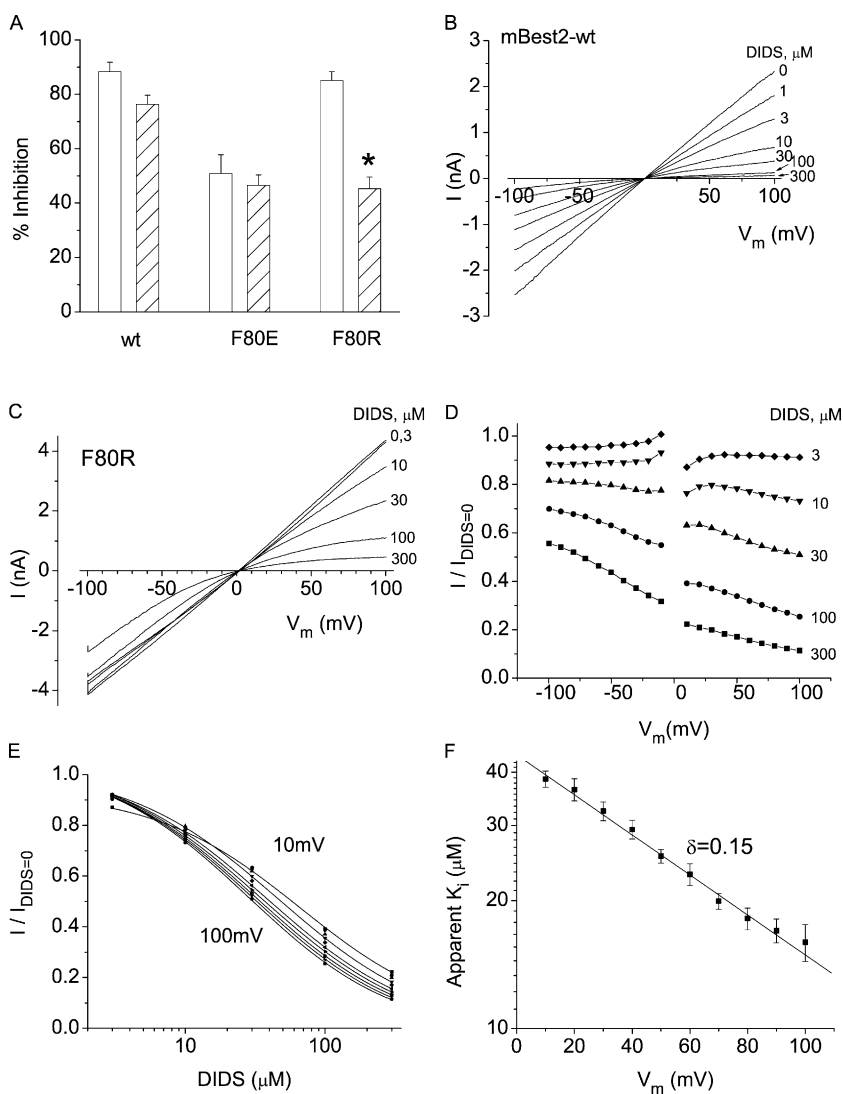 A
% Inhibition
100
80
60
40
20
0
wt
F80E
F80R
*
B
mBest2-wt
DIDS, μM
I (nA)
3
2
1
0
-1
-2
-3
-100
-50
50
100
0
1
3
10
30
100
300
V_m (mV)
C
F80R
DIDS, μM
I (nA)
4
2
0
-2
-4
-100
-50
0
50
100
0,3
10
30
100
300
V_m (mV)
D
DIDS, μM
I / I_DIDS=0
1.0
0.8
0.6
0.4
0.2
0.0
3
10
30
100
300
-100
-50
0
50
100
V_m(mV)
E
I / I_DIDS=0
1.0
0.8
0.6
0.4
0.2
0.0
10mV
100mV
10
100
DIDS (μM)
F
Apparent K_i (μM)
40
30
20
10
δ=0.15
0
20
40
60
80
100
V_m (mV)